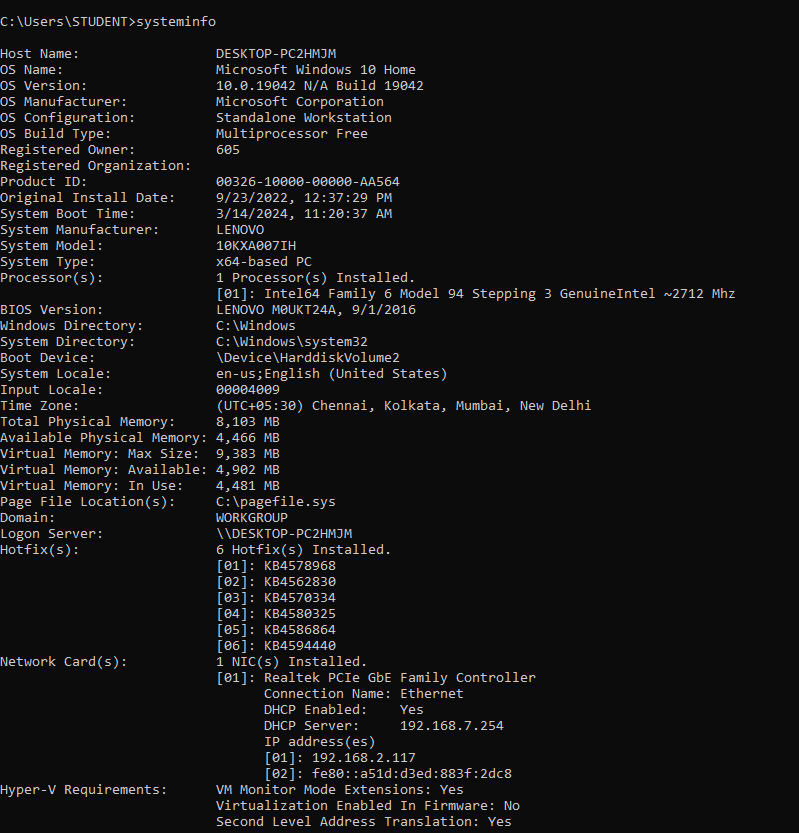 C:\Users\STUDENT>systeminfo
Host Name: DESKTOP-PC2HMJM
OS Name: Microsoft Windows 10 Home
OS Version: 10.0.19042 N/A Build 19042
OS Manufacturer: Microsoft Corporation
OS Configuration: Standalone Workstation
OS Build Type: Multiprocessor Free
Registered Owner: 605
Registered Organization:
Product ID: 00326-10000-00000-AA564
Original Install Date: 9/23/2022, 12:37:29 PM
System Boot Time: 3/14/2024, 11:20:37 AM
System Manufacturer: LENOVO
System Model: 10KXA007IH
System Type: x64-based PC
Processor(s): 1 Processor(s) Installed.
[01]: Intel64 Family 6 Model 94 Stepping 3 GenuineIntel ~2712 Mhz
BIOS Version: LENOVO M0UKT24A, 9/1/2016
Windows Directory: C:\Windows
System Directory: C:\Windows\system32
Boot Device: \Device\HarddiskVolume2
System Locale: en-us;English (United States)
Input Locale: 00004009
Time Zone: (UTC+05:30) Chennai, Kolkata, Mumbai, New Delhi
Total Physical Memory: 8,103 MB
Available Physical Memory: 4,466 MB
Virtual Memory: Max Size: 9,383 MB
Virtual Memory: Available: 4,902 MB
Virtual Memory: In Use: 4,481 MB
Page File Location(s): C:\pagefile.sys
Domain: WORKGROUP
Logon Server: \\DESKTOP-PC2HMJM
Hotfix(s): 6 Hotfix(s) Installed.
[01]: KB4578968
[02]: KB4562830
[03]: KB4570334
[04]: KB4580325
[05]: KB4586864
[06]: KB4594440
Network Card(s): 1 NIC(s) Installed.
[01]: Realtek PCIe GbE Family Controller
Connection Name: Ethernet
DHCP Enabled: Yes
DHCP Server: 192.168.7.254
IP address(es)
[01]: 192.168.2.117
[02]: fe80::a51d:d3ed:883f:2dc8
Hyper-V Requirements: VM Monitor Mode Extensions: Yes
Virtualization Enabled In Firmware: No
Second Level Address Translation: Yes